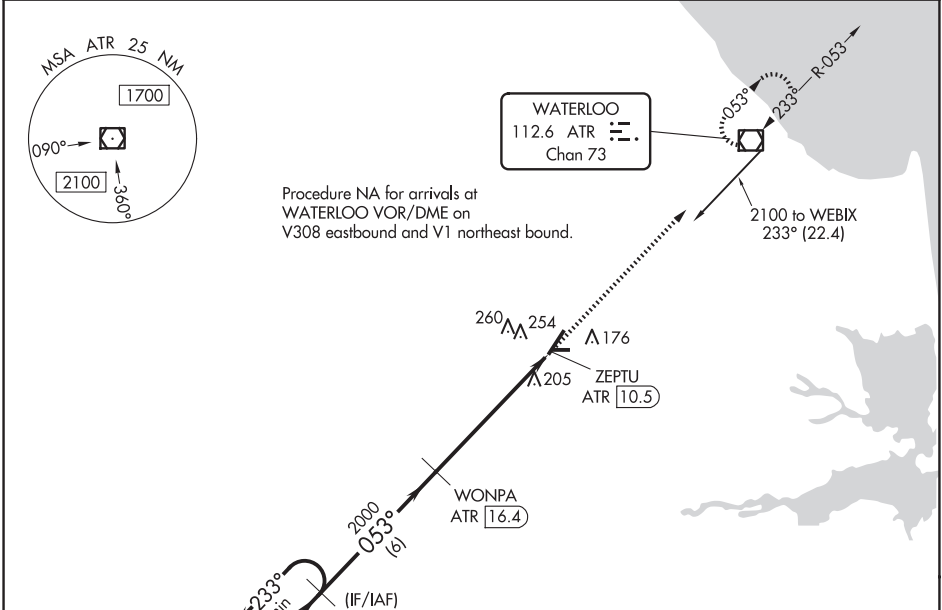 MSA ATR 25 NM
1700
090°
2100
360°
WATERLOO
112.6 ATR
Chan 73
053°
233°
R-053
Procedure NA for arrivals at
WATERLOO VOR/DME on
V308 eastbound and V1 northeast bound.
2100 to WEBIX
233° (22.4)
260
254
176
205
ZEPTU
ATR 10.5
WONPA
ATR 16.4
2000
053°
(6)
233°
min
(IF/IAF)